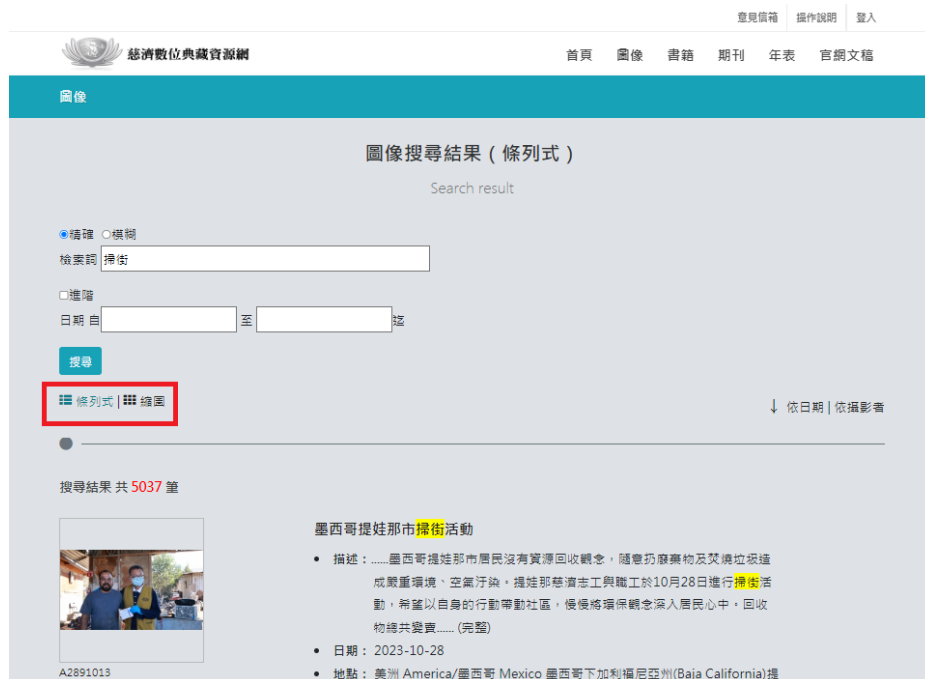 意見信箱 操作說明 登入
慈濟數位典藏資源網
首頁 圖像 書籍 期刊 年表 官網文稿
圖像
圖像搜尋結果 ( 條列式 )
Search result
精確 模糊
檢索詞 掃街
進階
日期 自 至 迄
搜尋
條列式 | 縮圖
↓ 依日期 | 依攝影者
搜尋結果 共 5037 筆
墨西哥提娃那市掃街活動
描述：......墨西哥提娃那市居民沒有資源回收觀念，隨意扔廢棄物及焚燒垃圾造
成嚴重環境、空氣汙染。提娃那慈濟志工與職工於10月28日進行掃街活
動，希望以自身的行動帶動社區，慢慢將環保觀念深入居民心中。回收
物總共變賣...... (完整)
日期： 2023-10-28
A2891013
地點： 美洲 America/墨西哥 Mexico 墨西哥下加利福尼亞州(Baja California)提